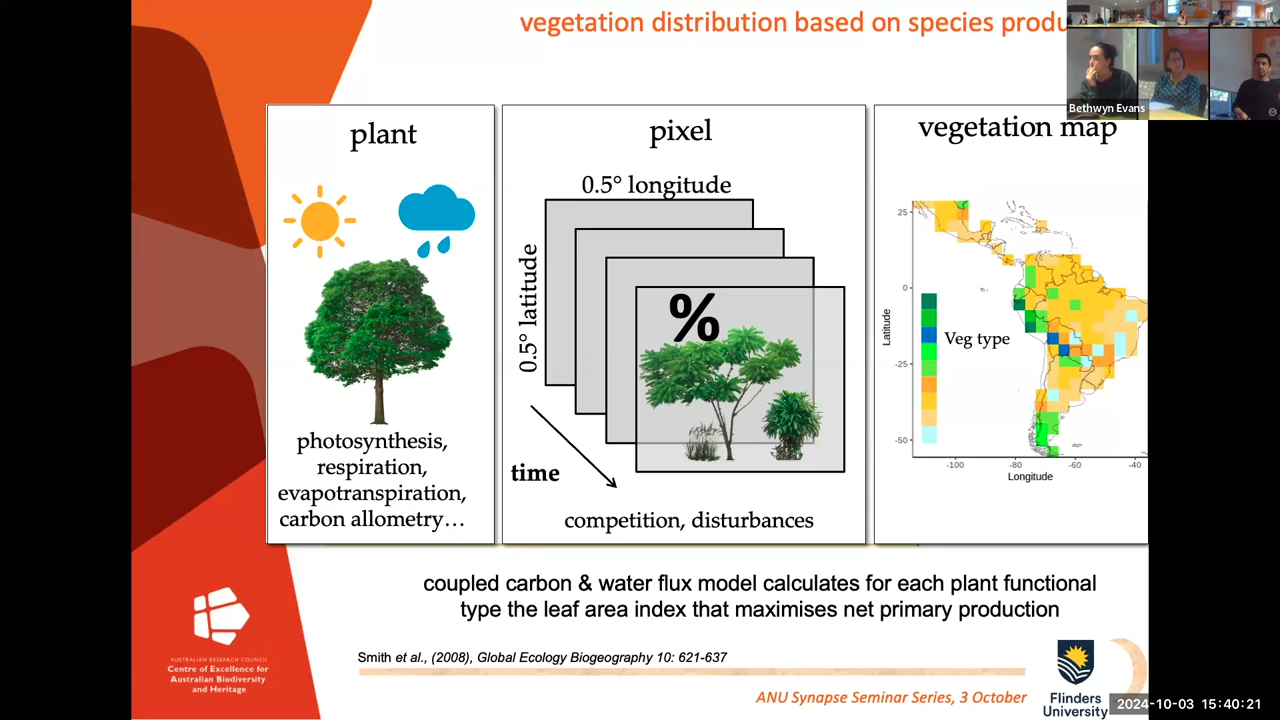 vegetation distribution based on species produ
Bethwyn Evans
plant
pixel
vegetation map
0.5° longitude
0.5° latitude
%
time
photosynthesis,
respiration,
evapotranspiration,
carbon allometry…
competition, disturbances
25
0
-25
-50
Latitude
Veg type
-100
-80
-60
-40
Longitude
coupled carbon & water flux model calculates for each plant functional
type the leaf area index that maximises net primary production
Smith et al., (2008), Global Ecology Biogeography 10: 621-637
AUSTRALIAN RESEARCH COUNCIL
Centre of Excellence for
Australian Biodiversity
and Heritage
ANU Synapse Seminar Series, 3 October
Flinders
University
2024-10-03 15:40:21